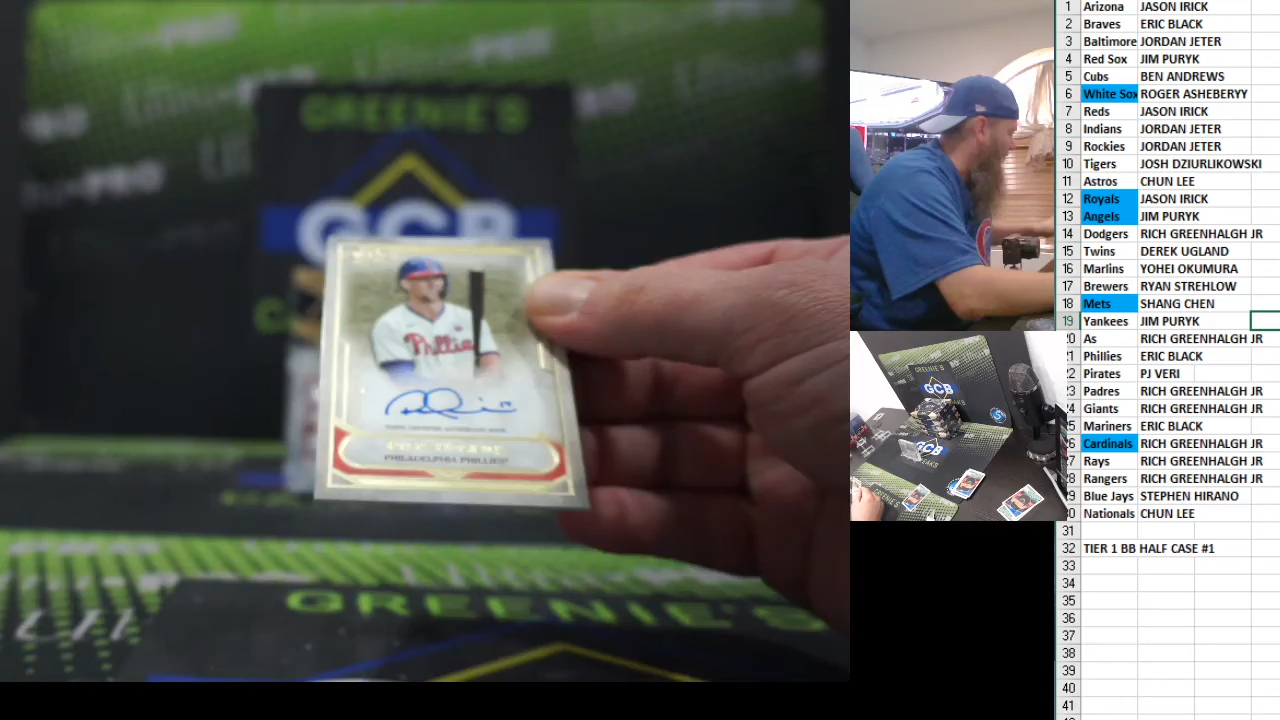 GREENIE'S
GCB
Phillies
PHILADELPHIA PHILLIES
GREENIE'S
GREENIE'S
GCB
GCB
1 Arizona JASON IRICK
2 Braves ERIC BLACK
3 Baltimore JORDAN JETER
4 Red Sox JIM PURYK
5 Cubs BEN ANDREWS
6 White Sox ROGER ASHEBERYY
7 Reds JASON IRICK
8 Indians JORDAN JETER
9 Rockies JORDAN JETER
10 Tigers JOSH DZIURLIKOWSKI
11 Astros CHUN LEE
12 Royals JASON IRICK
13 Angels JIM PURYK
14 Dodgers RICH GREENHALGH JR
15 Twins DEREK UGLAND
16 Marlins YOHEI OKUMURA
17 Brewers RYAN STREHLOW
18 Mets SHANG CHEN
19 Yankees JIM PURYK
20 As RICH GREENHALGH JR
21 Phillies ERIC BLACK
22 Pirates PJ VERI
23 Padres RICH GREENHALGH JR
24 Giants RICH GREENHALGH JR
25 Mariners ERIC BLACK
26 Cardinals RICH GREENHALGH JR
27 Rays RICH GREENHALGH JR
28 Rangers RICH GREENHALGH JR
29 Blue Jays STEPHEN HIRANO
30 Nationals CHUN LEE
31
32 TIER 1 BB HALF CASE #1
33
34
35
36
37
38
39
40
41